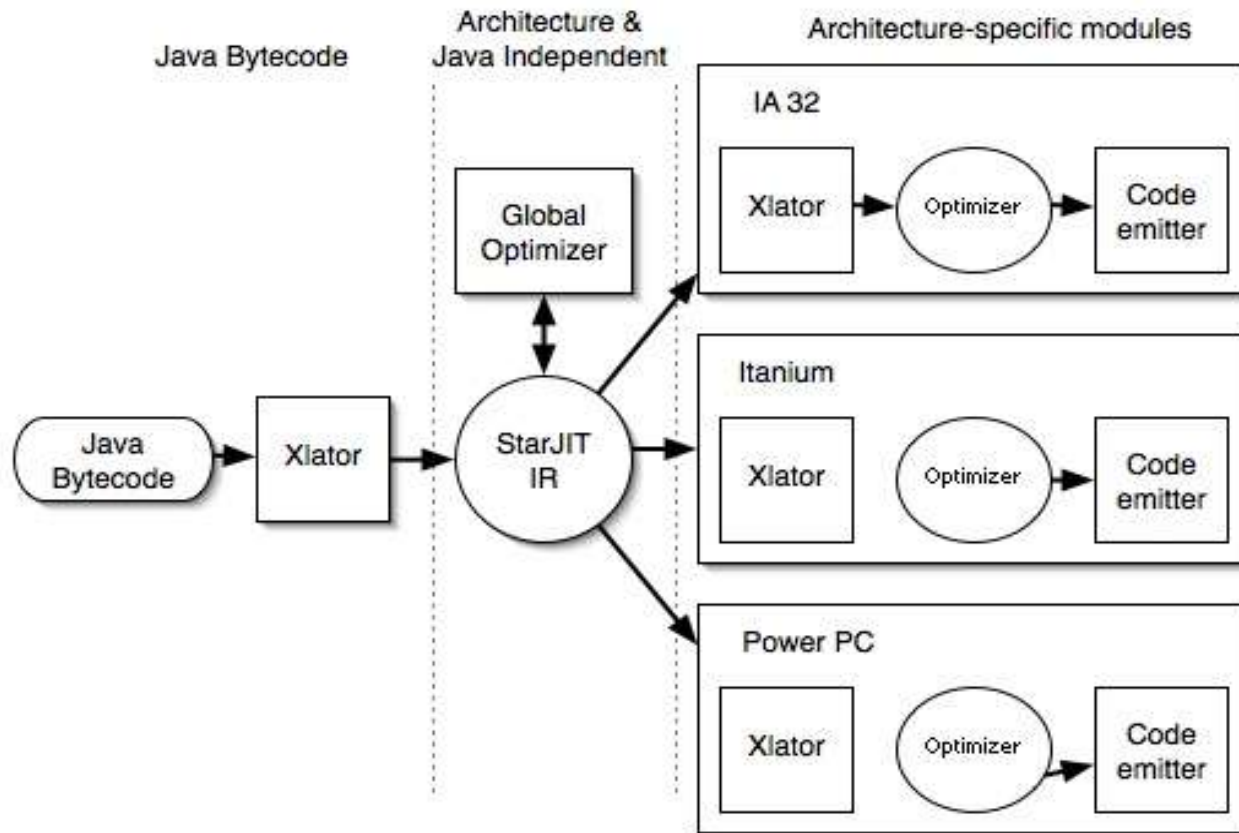 Java Bytecode
Architecture &
Java Independent
Architecture-specific modules
Java
Bytecode
Xlator
Global
Optimizer
StarJIT
IR
IA 32
Xlator
Optimizer
Code
emitter
Itanium
Xlator
Optimizer
Code
emitter
Power PC
Xlator
Optimizer
Code
emitter